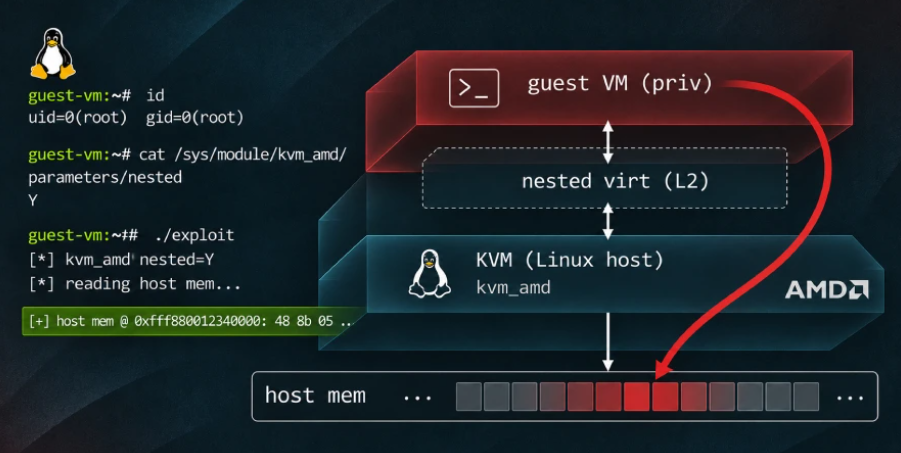 guest-vm:~# id
uid=0(root) gid=0(root)
guest-vm:~# cat /sys/module/kvm_amd/
parameters/nested
Y
guest-vm:~# ./exploit
[*] kvm_amd nested=Y
[*] reading host mem...
[+] host mem @ 0xfff880012340000: 48 8b 05 ..
>_ guest VM (priv)
nested virt (L2)
KVM (Linux host)
kvm_amd
AMD
host mem ... ...